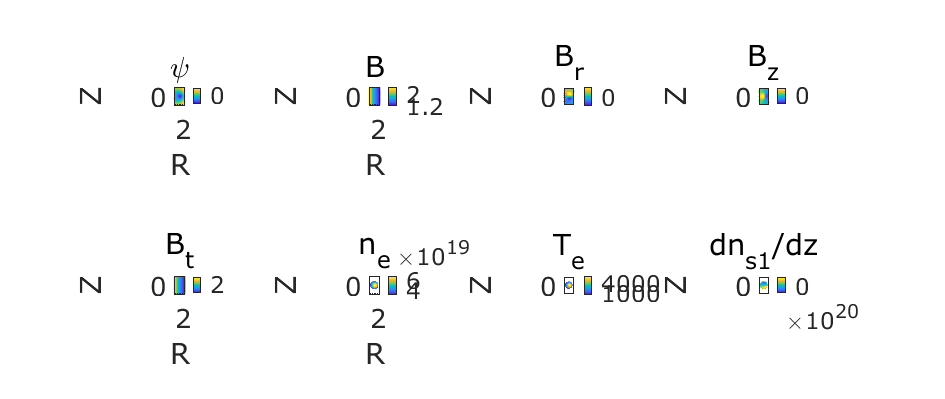 ψ
B
B_r
B_z
Z 0 0
Z 0 2
1.2
Z 0 0
Z 0 0
2
2
R
R
B_t
n_e ×10^19
T_e
dn_s1/dz
Z 0 2
Z 0 6
4
Z 0 4000
1000
Z 0 0
×10^20
2
2
R
R